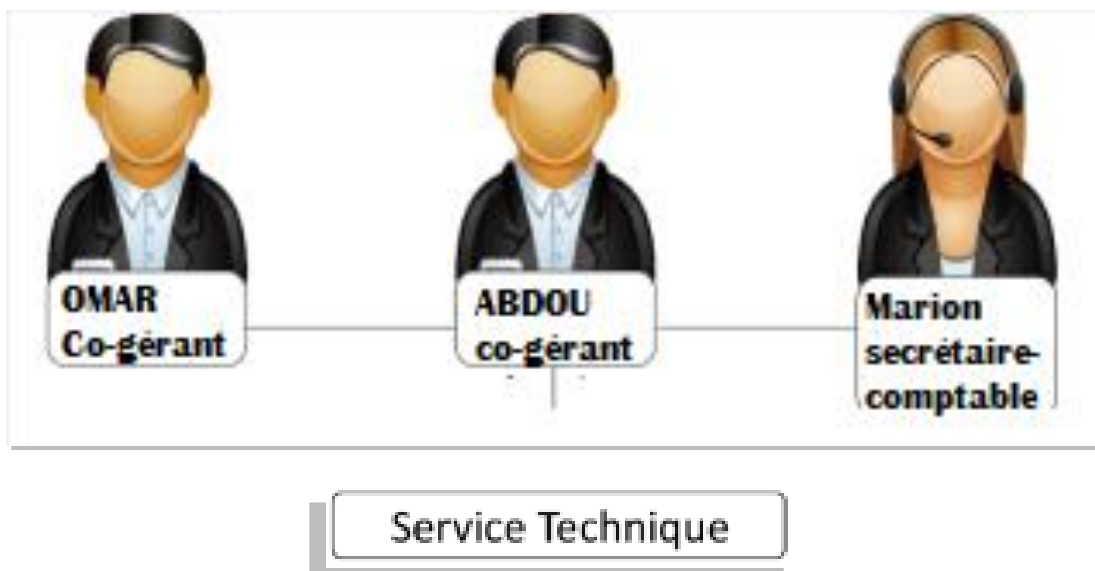 OMAR
Co-gérant
ABDOU
co-gérant
Marion
secrétaire-
comptable
Service Technique